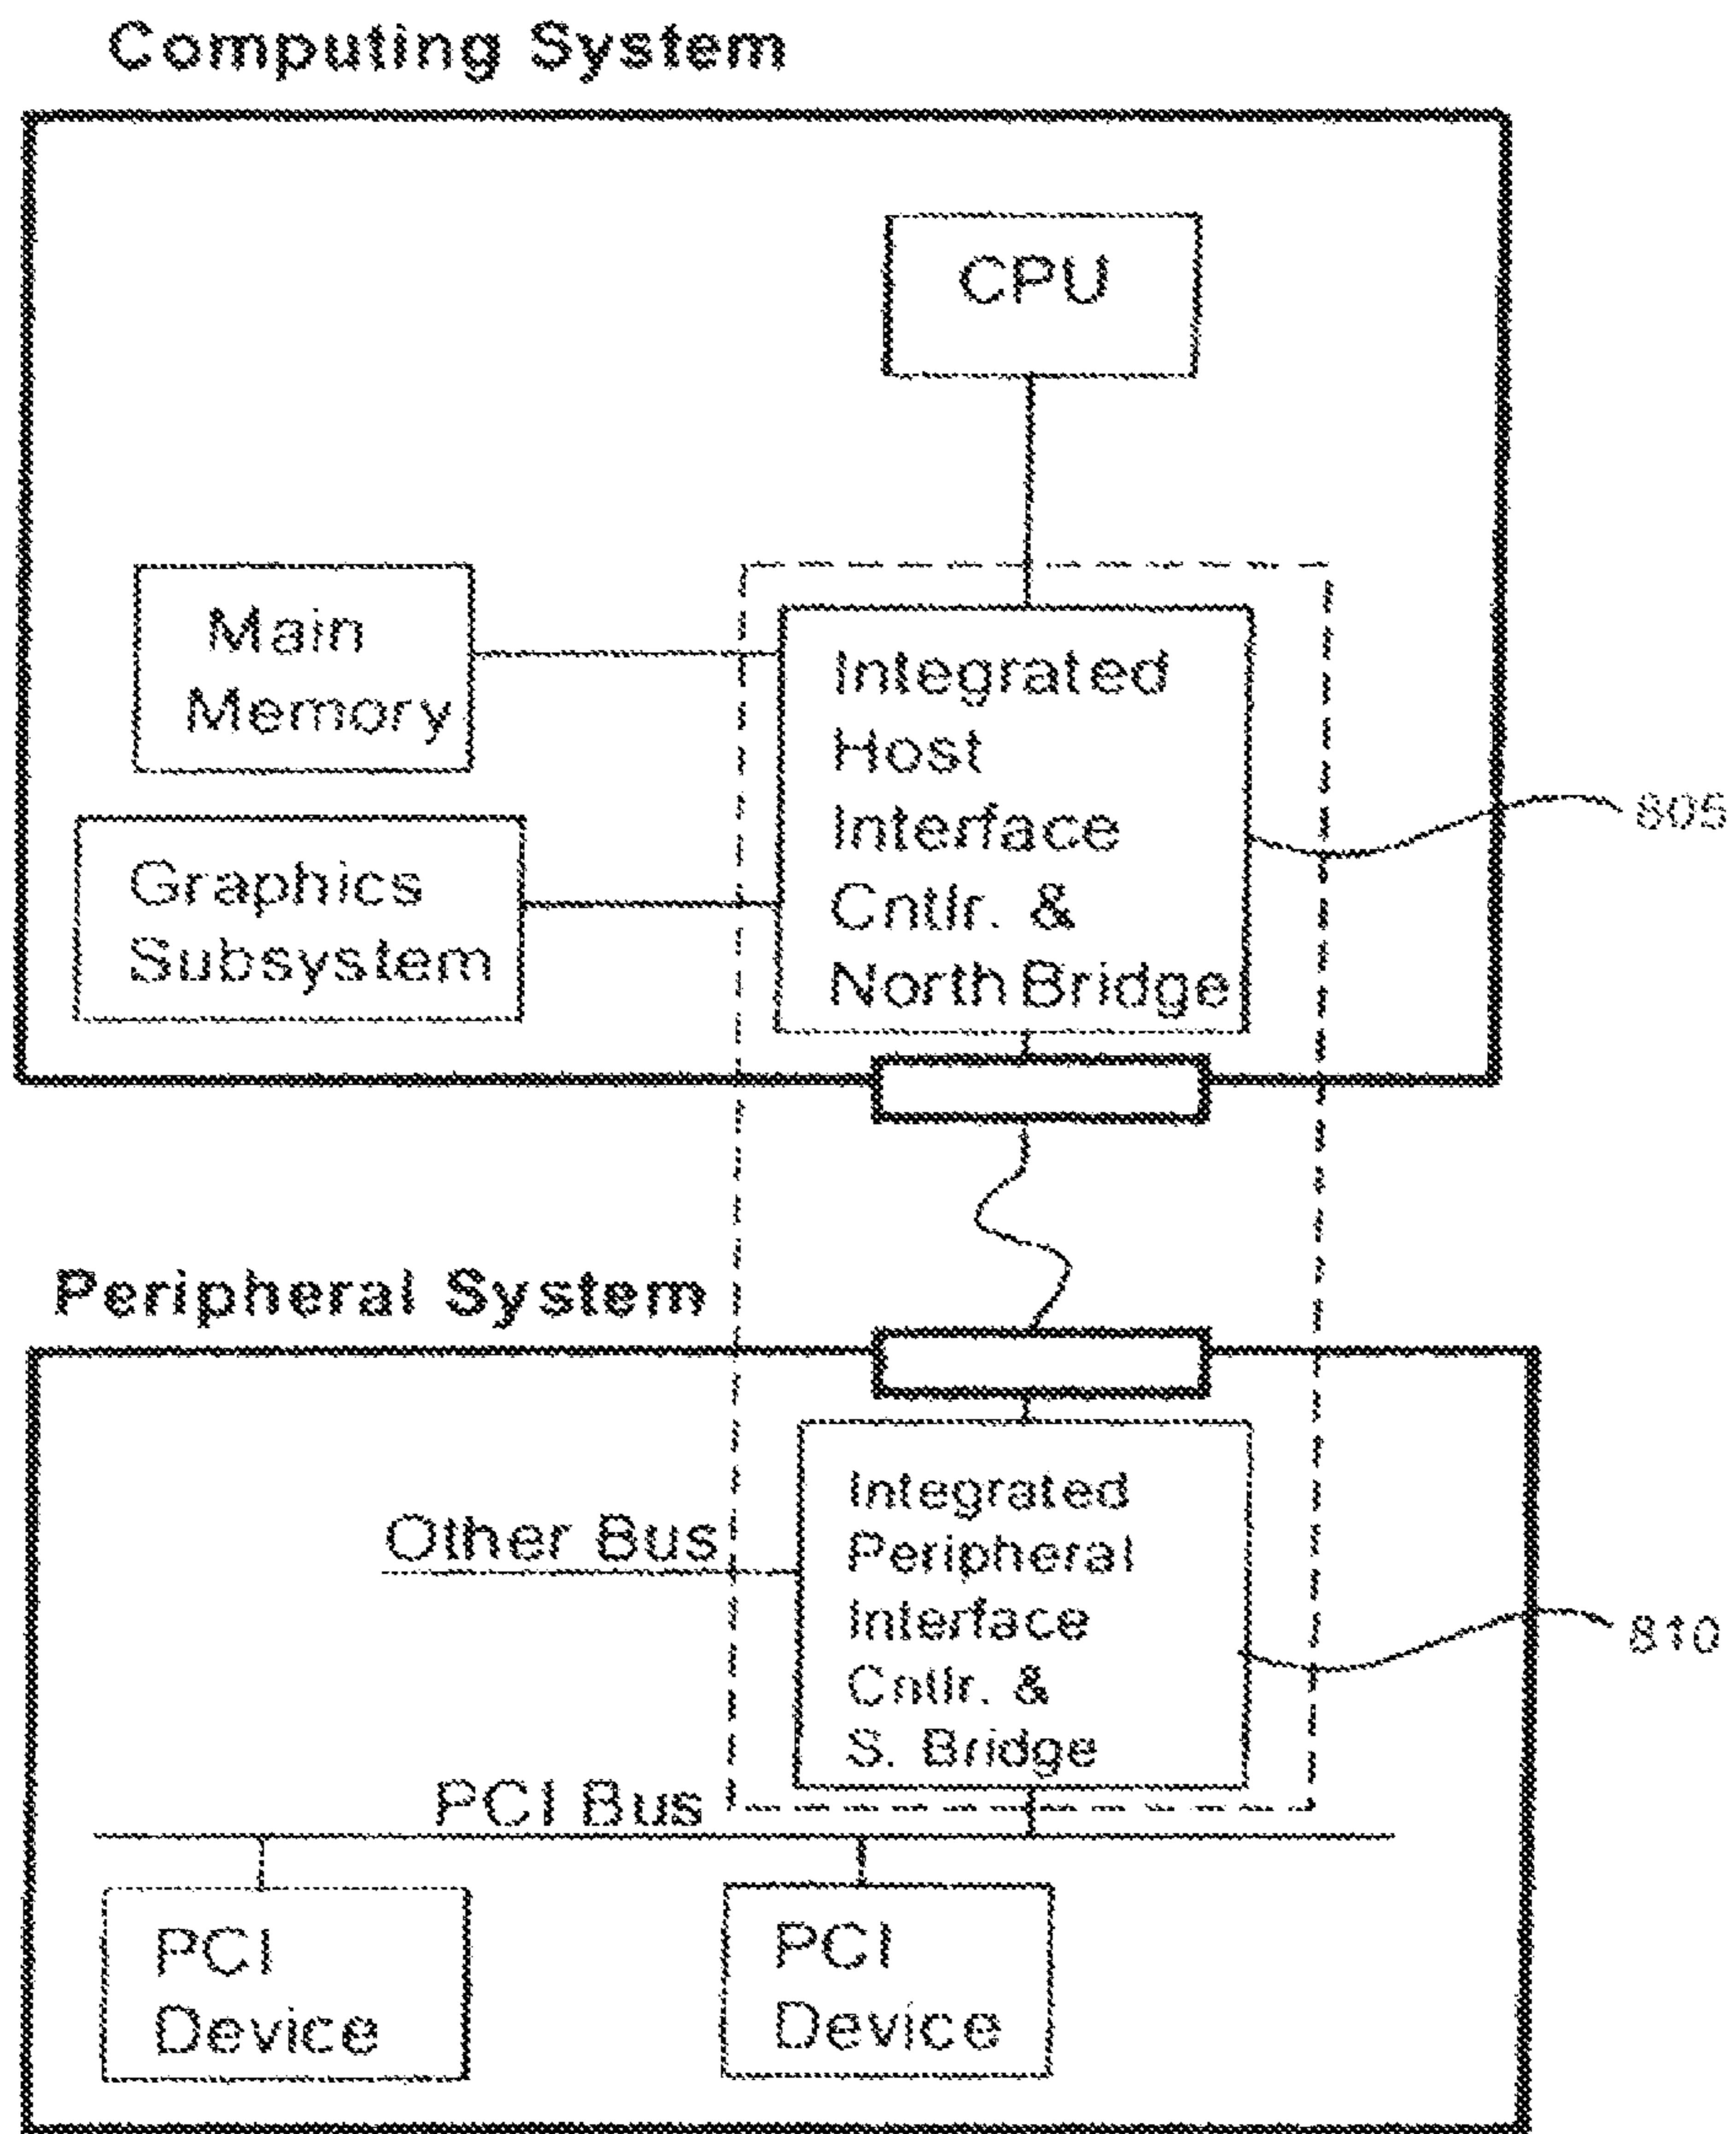 Computing System
CPU
Main
Memory
Integrated
Host
Interface
Cntlr. &
North Bridge
805
Graphics
Subsystem
Peripheral System
Other Bus
Integrated
Peripheral
Interface
Cntlr. &
S. Bridge
810
PCI Bus
PCI
Device
PCI
Device